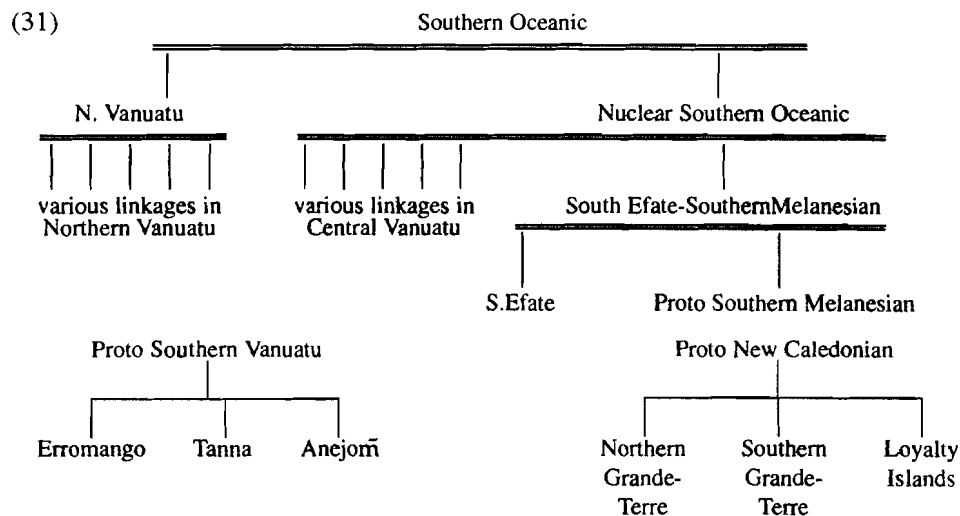 (31)
Southern Oceanic
N. Vanuatu
Nuclear Southern Oceanic
various linkages in
Northern Vanuatu
various linkages in
Central Vanuatu
South Efate-SouthernMelanesian
S.Efate
Proto Southern Melanesian
Proto Southern Vanuatu
Proto New Caledonian
Erromango
Tanna
Anejom̃
Northern
Grande-
Terre
Southern
Grande-
Terre
Loyalty
Islands